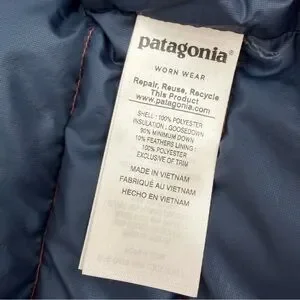 patagonia®
WORN WEAR
Repair, Reuse, Recycle
This Product
www.patagonia.com
SHELL: 100% POLYESTER
INSULATION: GOOSEDOWN
90% MINIMUM DOWN
10% FEATHERS LINING:
100% POLYESTER
EXCLUSIVE OF TRIM
MADE IN VIETNAM
FABRIQUÉ AU VIETNAM
HECHO EN VIETNAM